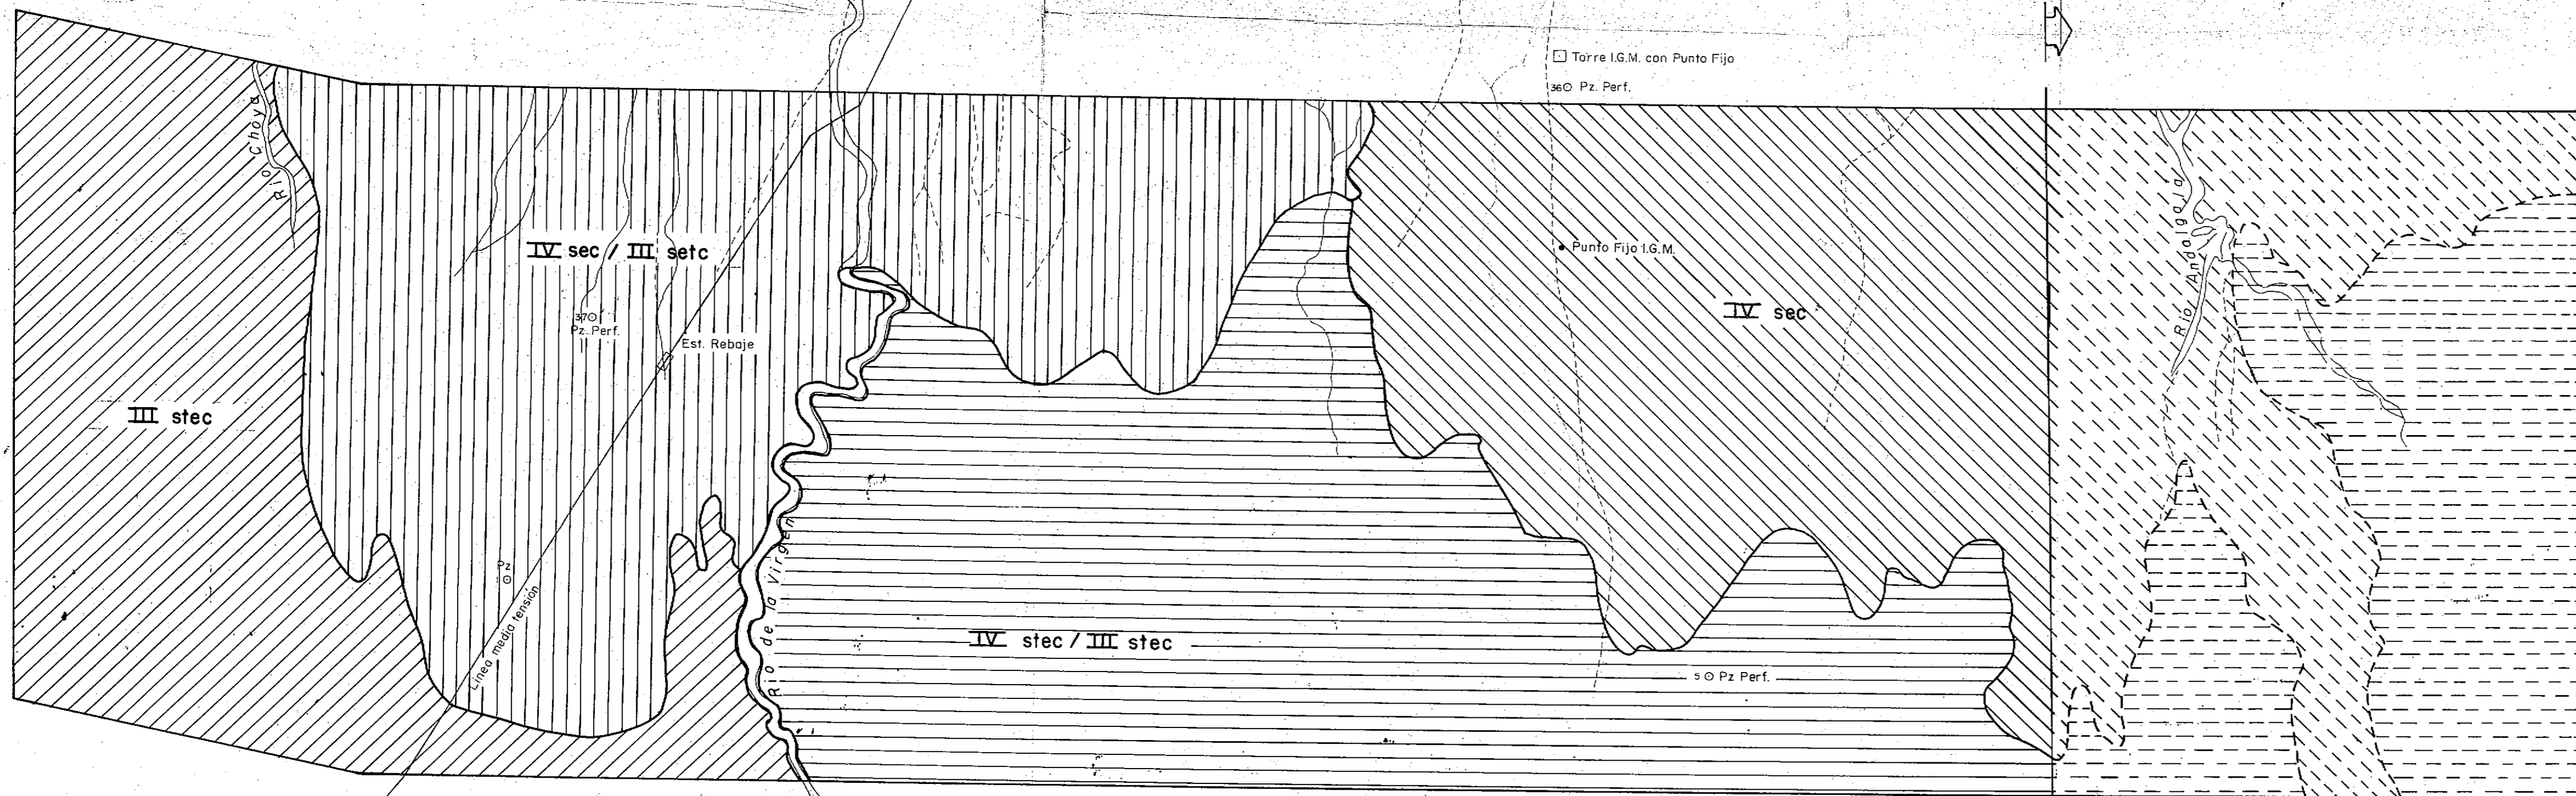 Torre I.G.M. con Punto Fijo
36 Pz. Perf.
Río Choya
Río Andalgala
IV sec / III setc
Punto Fijo I.G.M.
IV sec
37
Pz. Perf.
Est. Rebaje
III stec
Pz
Línea media tensión
Río de la Virgen
IV stec / III stec
5 Pz Perf.